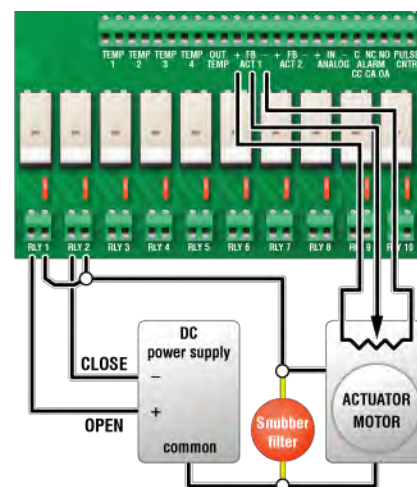 TEMP 1 TEMP 2 TEMP 3 TEMP 4 OUT TEMP + FB - ACT 1 + FB - ACT 2 + IN - ANALOG C NC NO ALARM CC CA OA PULSE CNTR
RLY 1 RLY 2 RLY 3 RLY 4 RLY 5 RLY 6 RLY 7 RLY 8 RLY 9 RLY 10
DC
power supply
CLOSE
−
OPEN
+
common
Snubber
filter
ACTUATOR
MOTOR